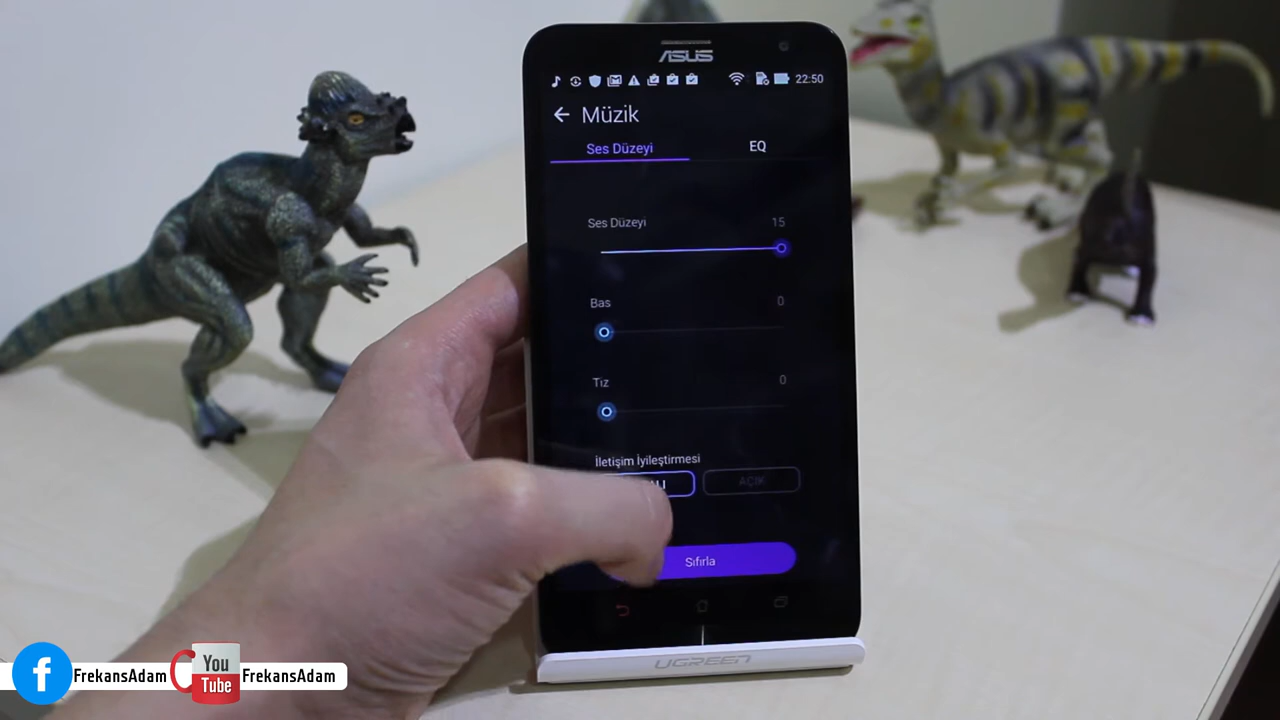 ASUS
22:50
Müzik
Ses Düzeyi EQ
Ses Düzeyi 15
Bas 0
Tiz 0
İletişim İyileştirmesi
AÇIK
Sıfırla
UGREEN
f FrekansAdam You Tube FrekansAdam